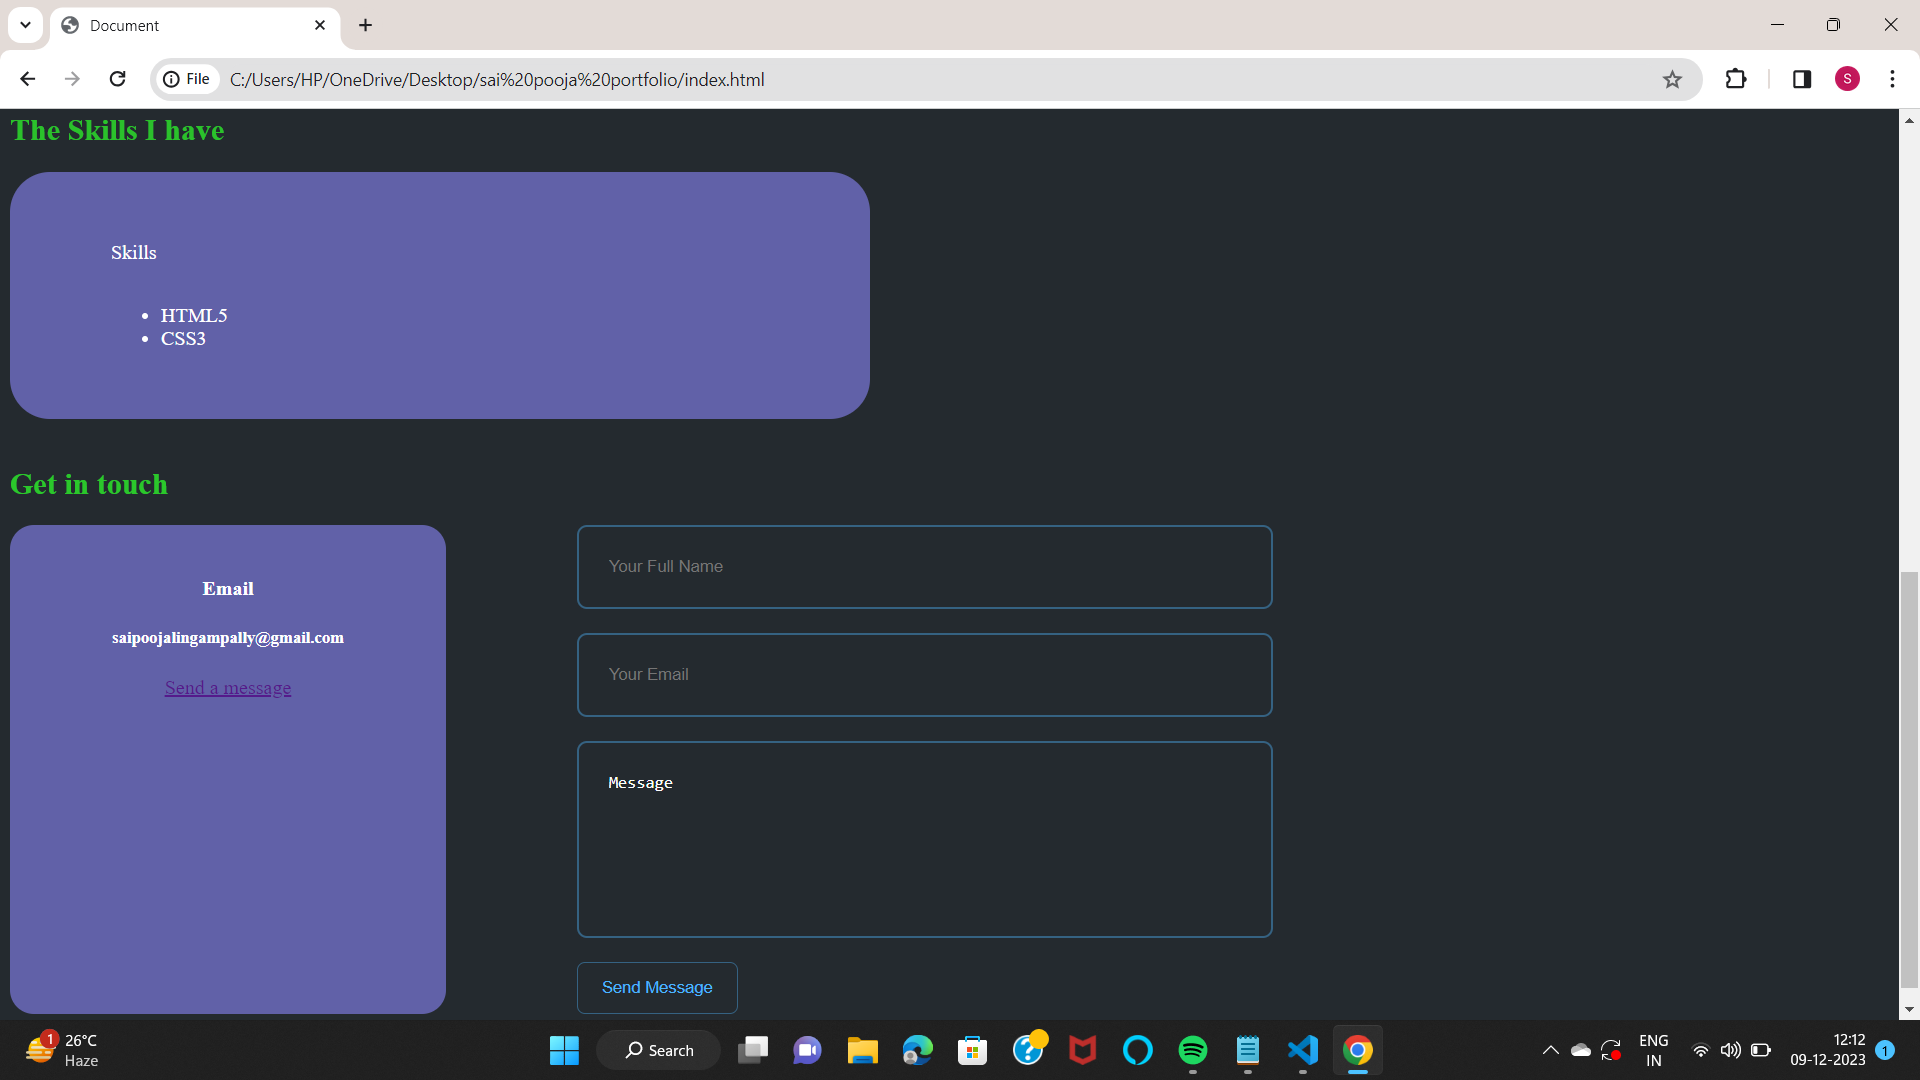 Document
File
C:/Users/HP/OneDrive/Desktop/sai%20pooja%20portfolio/index.html
S
The Skills I have
Skills
• HTML5
• CSS3
Get in touch
Email
saipoojalingampally@gmail.com
Send a message
Your Full Name
Your Email
Message
Send Message
1
26°C
Haze
Search
ENG
IN
12:12
09-12-2023
1